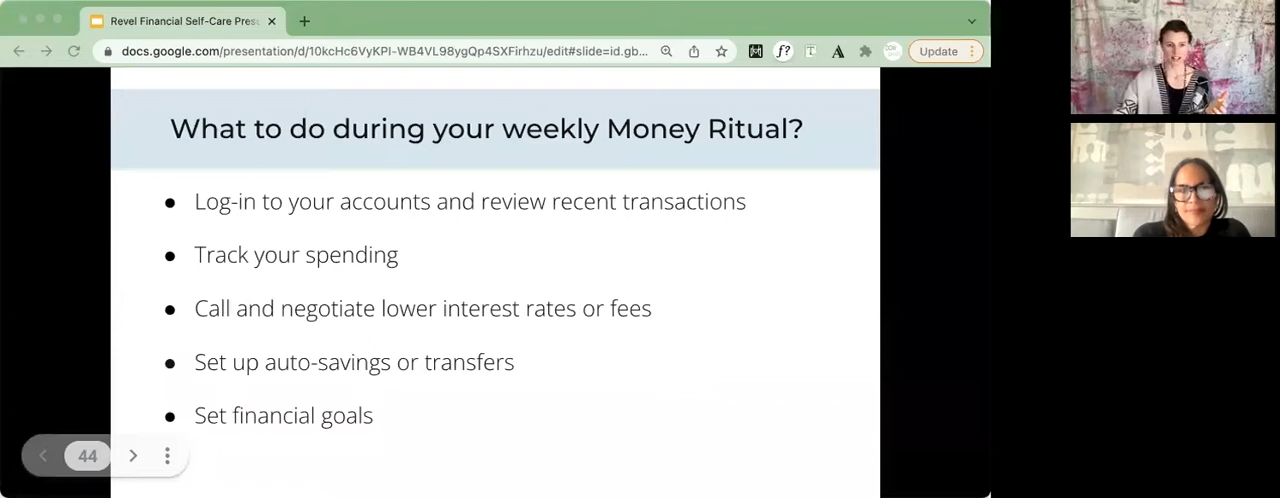 Revel Financial Self-Care Pres
docs.google.com/presentation/d/10kcHc6VyKPI-WB4VL98ygQp4SXFirhzu/edit#slide=id.gb...
f?
T
A
Update
What to do during your weekly Money Ritual?
● Log-in to your accounts and review recent transactions
● Track your spending
● Call and negotiate lower interest rates or fees
● Set up auto-savings or transfers
● Set financial goals
44